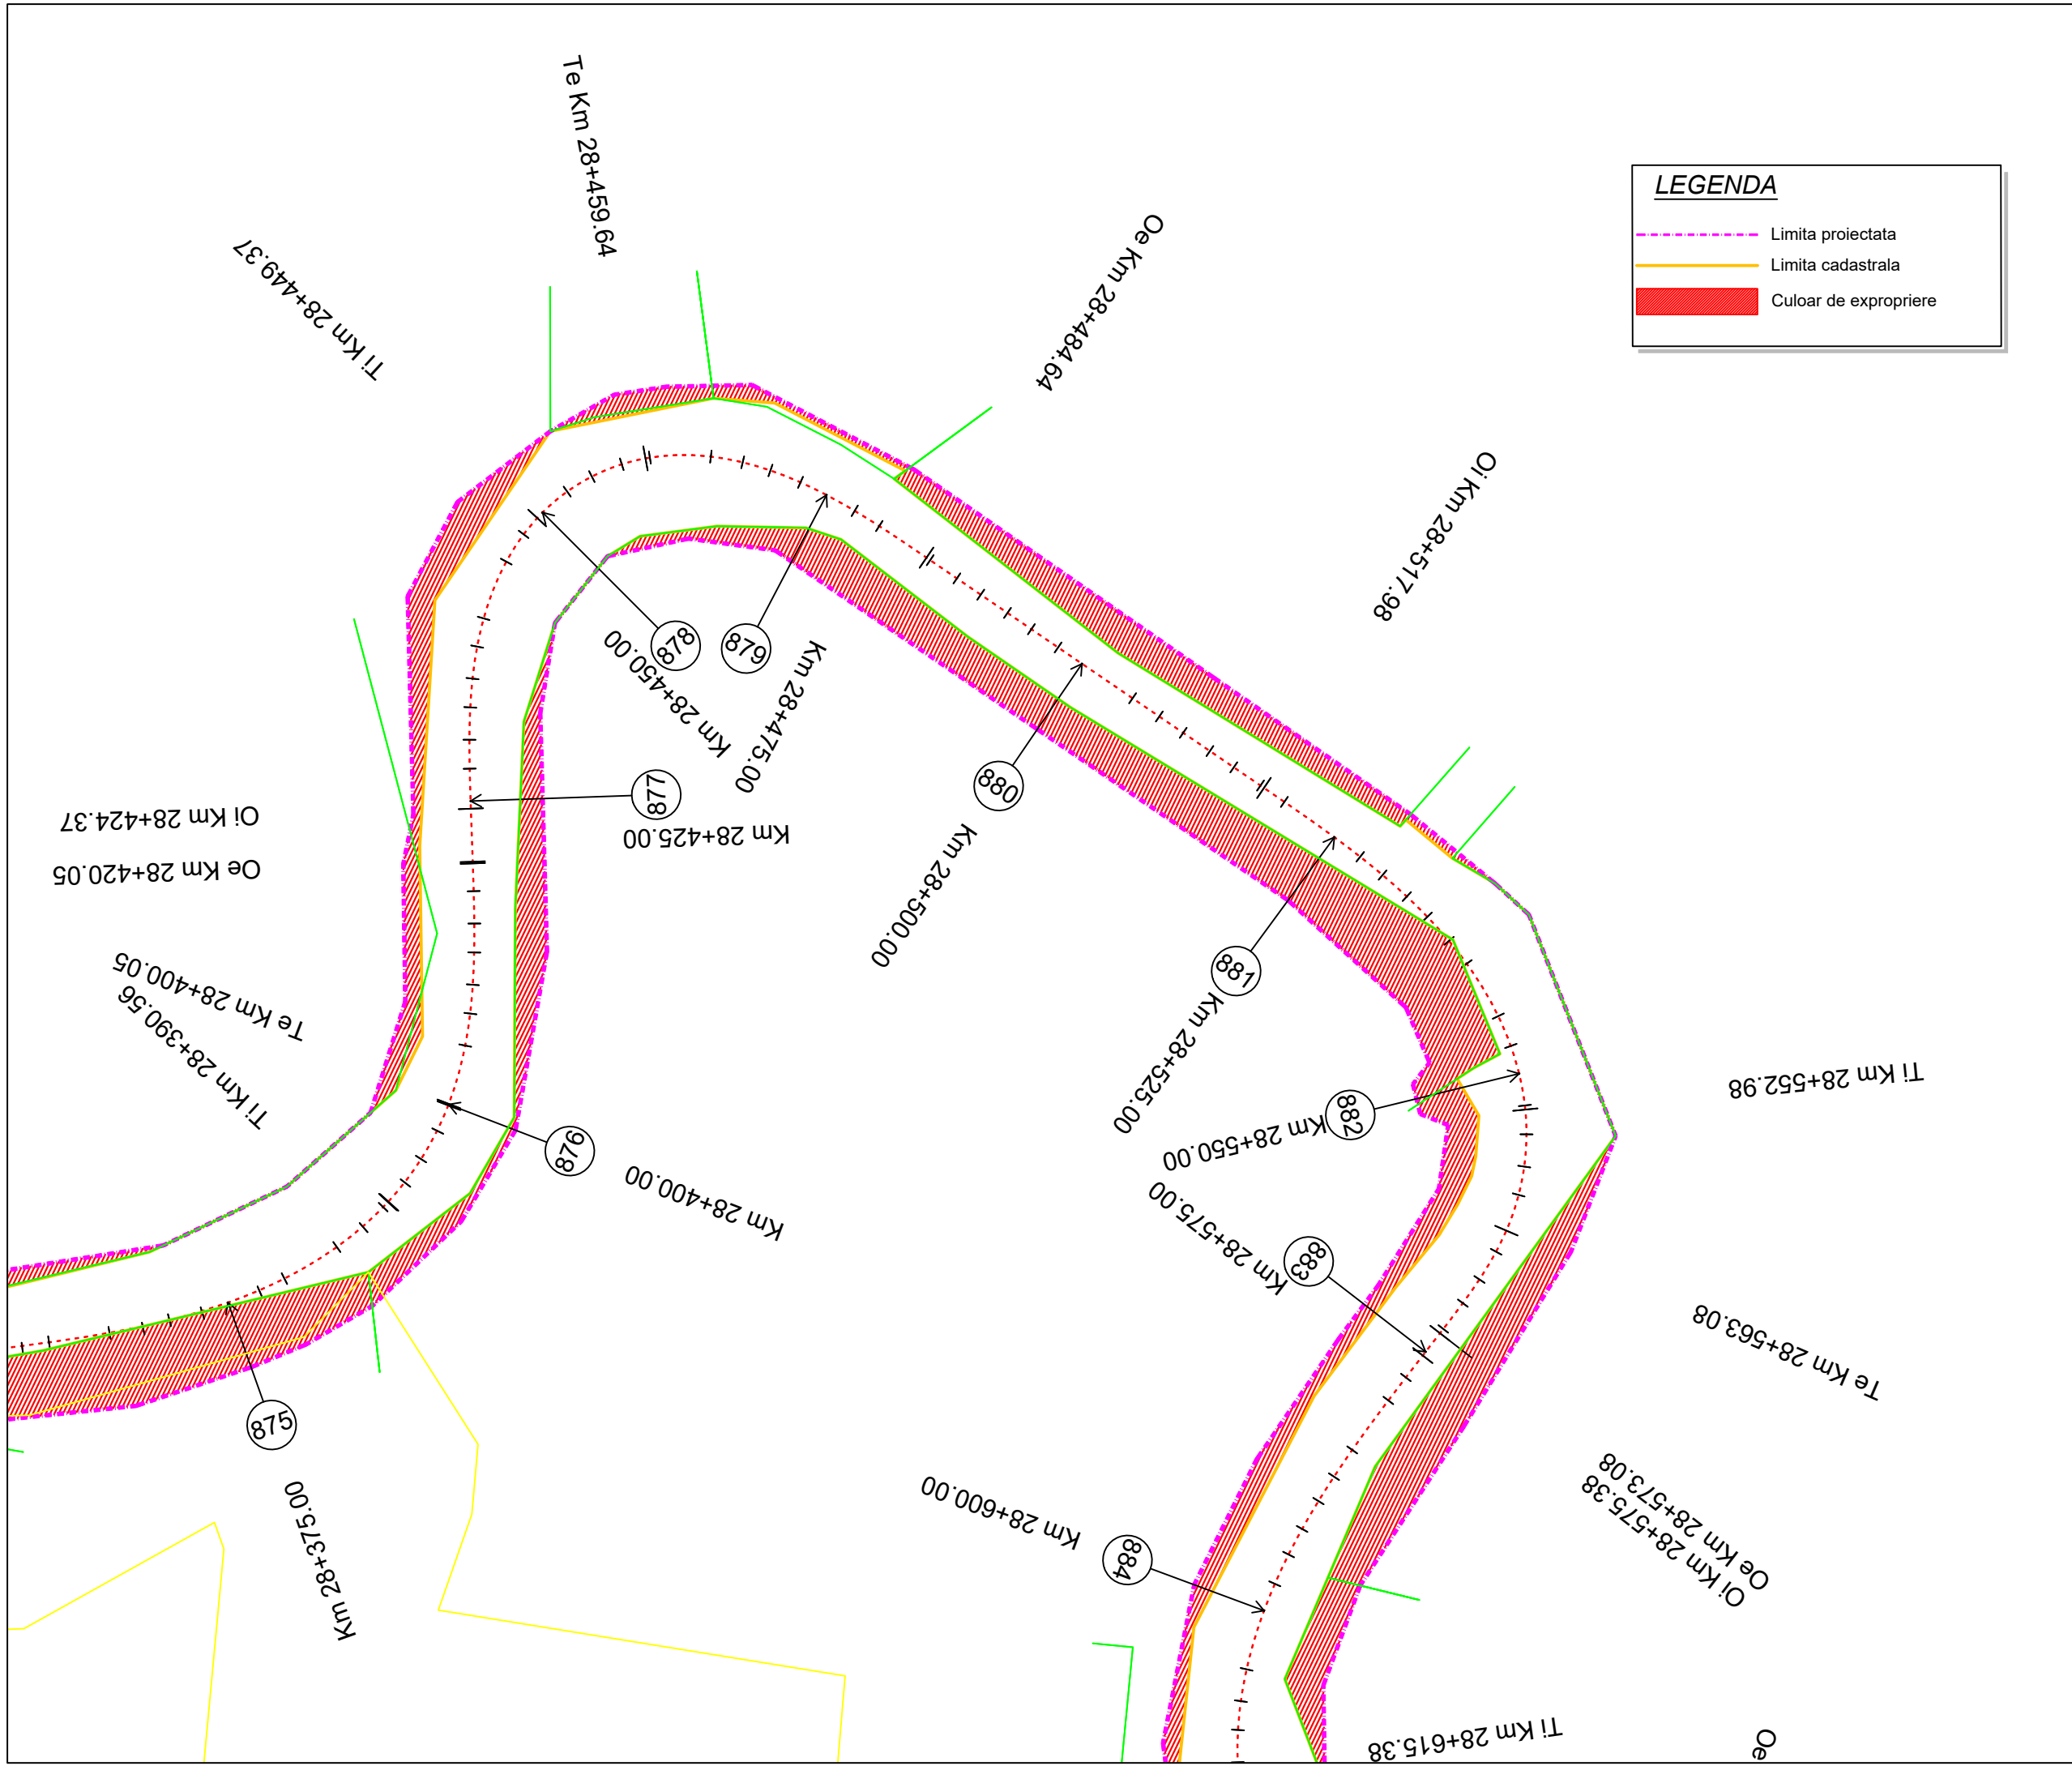 Te Km 28+459.64
Ti Km 28+449.37
Oe Km 28+484.64
LEGENDA
Limita proiectata
Limita cadastrala
Culoar de expropriere
Oi Km 28+517.98
878
Km 28+450.00
879
Km 28+475.00
877
Km 28+425.00
880
Km 28+500.00
Oi Km 28+424.37
Oe Km 28+420.05
Te Km 28+400.05
Ti Km 28+390.56
881
Km 28+525.00
882
Km 28+550.00
Ti Km 28+552.98
876
Km 28+400.00
883
Km 28+575.00
Te Km 28+563.08
875
Km 28+375.00
Oe Km 28+573.08
Oi Km 28+575.38
884
Km 28+600.00
Ti Km 28+615.38
Oe